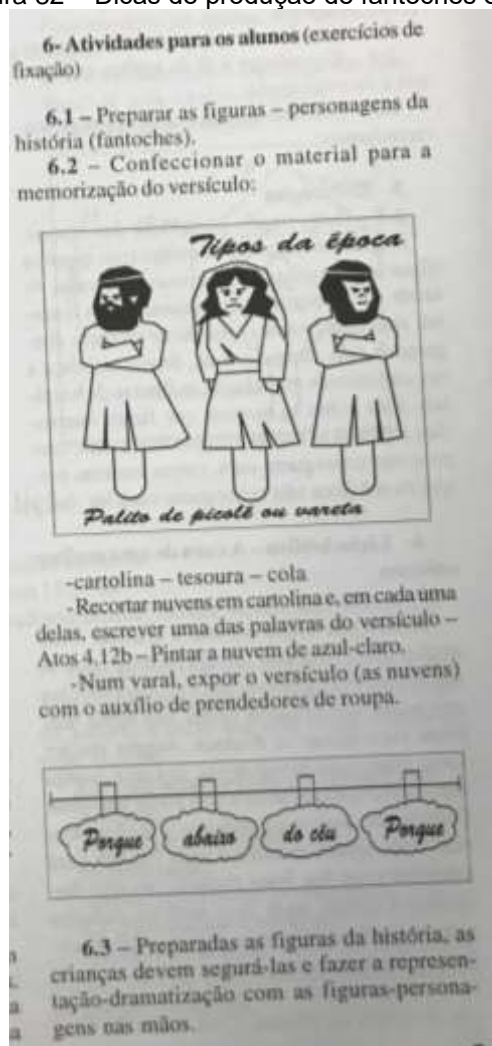 6- Atividades para os alunos (exercícios de
fixação)
6.1 – Preparar as figuras – personagens da
história (fantoches).
6.2 – Confeccionar o material para a
memorização do versículo:
Tipos da época
Palito de picolé ou vareta
-cartolina – tesoura – cola
-Recortar nuvens em cartolina e, em cada uma
delas, escrever uma das palavras do versículo –
Atos 4.12b – Pintar a nuvem de azul-claro.
-Num varal, expor o versículo (as nuvens)
com o auxílio de prendedores de roupa.
Porque abaixo do céu Porque
6.3 – Preparadas as figuras da história, as
crianças devem segurá-las e fazer a represen-
tação-dramatização com as figuras-persona-
gens nas mãos.